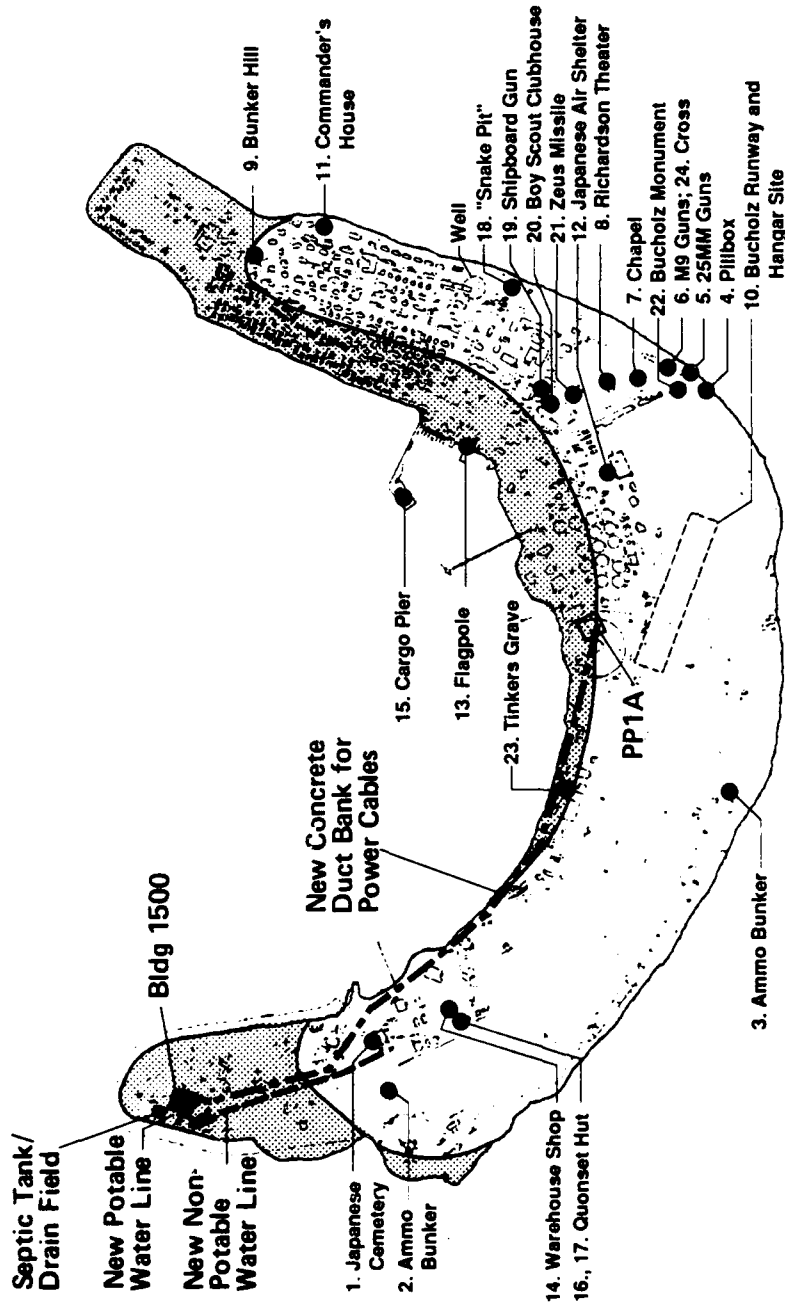 Septic Tank/
Drain Field
New Potable
Water Line
New Non-
Potable
Water Line
Bldg 1500
New Concrete
Duct Bank for
Power Cables
1. Japanese
Cemetery
2. Ammo
Bunker
14. Warehouse Shop
16., 17. Quonset Hut
3. Ammo Bunker
23. Tinkers Grave
PP1A
15. Cargo Pier
13. Flagpole
9. Bunker Hill
11. Commander's
House
Well
18. "Snake Pit"
19. Shipboard Gun
20. Boy Scout Clubhouse
21. Zeus Missile
12. Japanese Air Shelter
8. Richardson Theater
7. Chapel
22. Bucholz Monument
6. M9 Guns; 24. Cross
5. 25MM Guns
4. Pillbox
10. Bucholz Runway and
Hangar Site